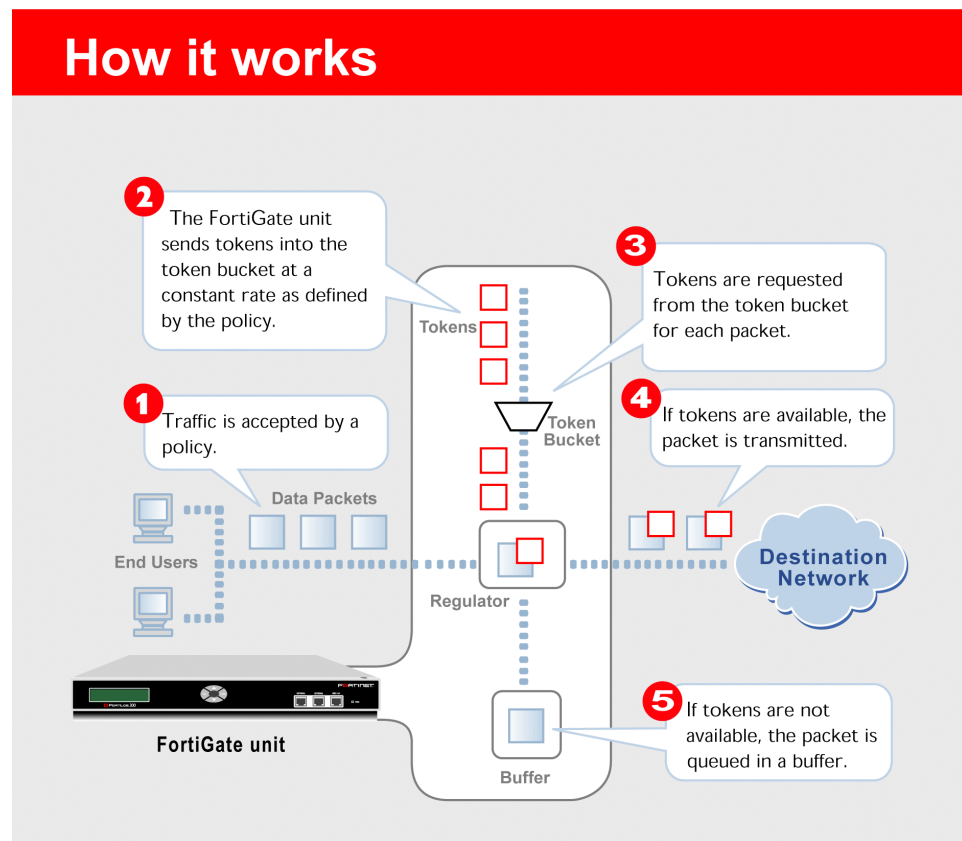 How it works
2
The FortiGate unit
sends tokens into the
token bucket at a
constant rate as defined
by the policy.
3
Tokens are requested
from the token bucket
for each packet.
Tokens
1
Traffic is accepted by a
policy.
4
If tokens are available, the
packet is transmitted.
Token
Bucket
Data Packets
End Users
Destination
Network
Regulator
FORTINET
FORTILOG 300
FortiGate unit
5
If tokens are not
available, the packet is
queued in a buffer.
Buffer